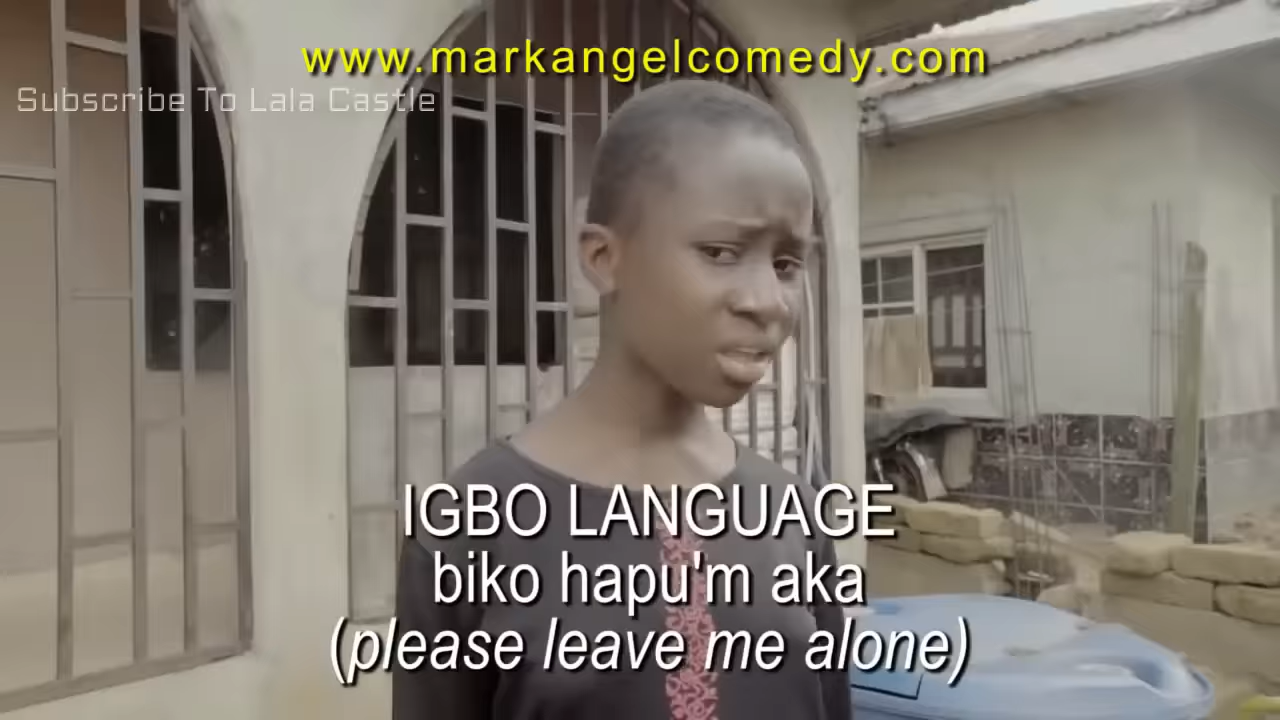 www.markangelcomedy.com
Subscribe To Lala Castle
IGBO LANGUAGE
biko hapu'm aka
(please leave me alone)